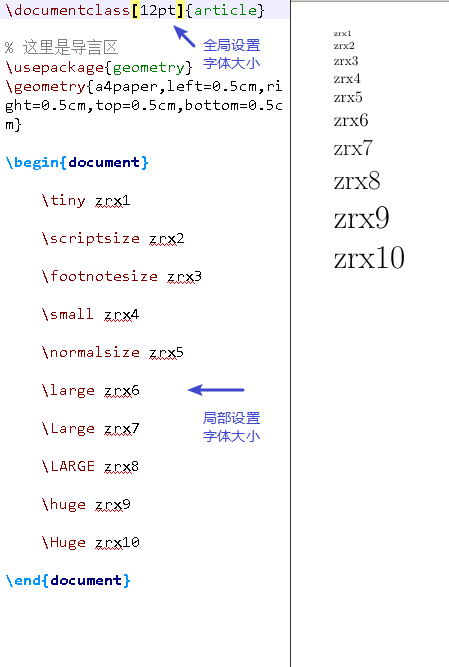 \documentclass[12pt]{article}
全局设置
字体大小
% 这里是导言区
\usepackage{geometry}
\geometry{a4paper,left=0.5cm,ri
ght=0.5cm,top=0.5cm,bottom=0.5c
m}
\begin{document}
\tiny zrx1
\scriptsize zrx2
\footnotesize zrx3
\small zrx4
\normalsize zrx5
\large zrx6
局部设置
字体大小
\Large zrx7
\LARGE zrx8
\huge zrx9
\Huge zrx10
\end{document}
zrx1
zrx2
zrx3
zrx4
zrx5
zrx6
zrx7
zrx8
zrx9
zrx10